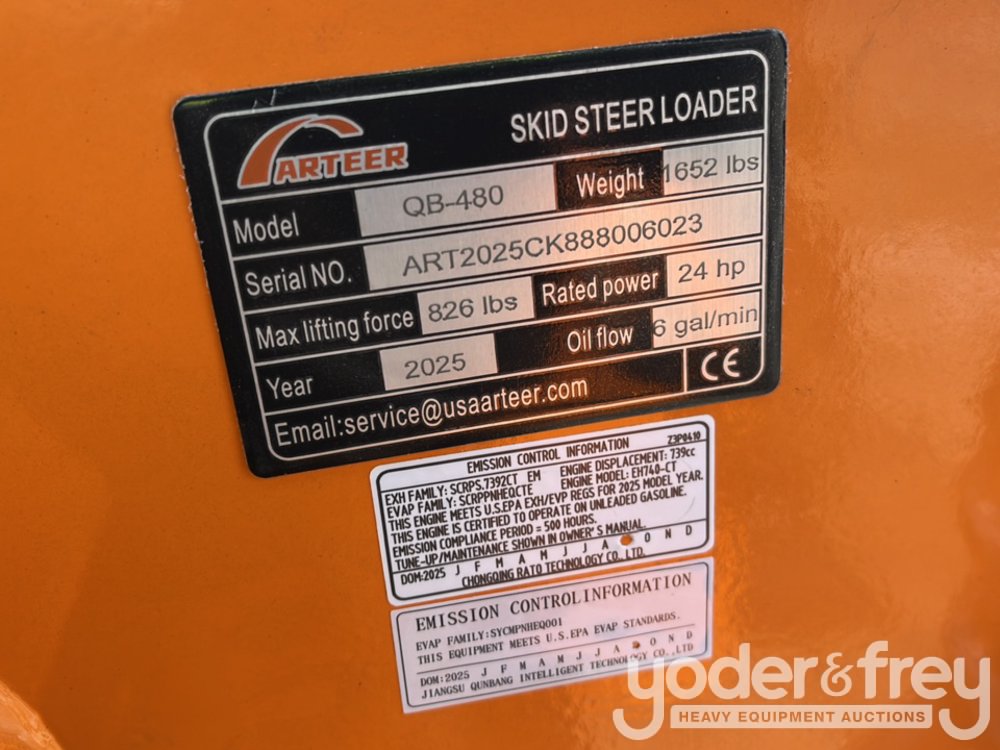 ARTEER
SKID STEER LOADER
Model QB-480 Weight 1652 lbs
Serial NO. ART2025CK888006023
Max lifting force 826 lbs Rated power 24 hp
Year 2025 Oil flow 6 gal/min
Email:service@usaarteer.com CE
EMISSION CONTROL INFORMATION Z3P0410
EXH FAMILY: SCRPS.7392CT EM ENGINE DISPLACEMENT: 739cc
EVAP FAMILY: SCRPPNHEQCTE ENGINE MODEL: EH740-CT
THIS ENGINE MEETS U.S.EPA EXH/EVP REGS FOR 2025 MODEL YEAR.
THIS ENGINE IS CERTIFIED TO OPERATE ON UNLEADED GASOLINE.
EMISSION COMPLIANCE PERIOD = 500 HOURS.
TUNE-UP/MAINTENANCE SHOWN IN OWNER'S MANUAL.
DOM:2025 J F M A M J J A O N D
CHONGQING RATO TECHNOLOGY CO. LTD.
EMISSION CONTROLINFORMATION
EVAP FAMILY:SYCMPNHEQ001
THIS EQUIPMENT MEETS U.S.EPA EVAP STANDARDS.
DOM:2025 J F M A M J J A O N D
JIANGSU QUNBANG INTELLIGENT TECHNOLOGY CO.,LTD
yoder&frey
HEAVY EQUIPMENT AUCTIONS